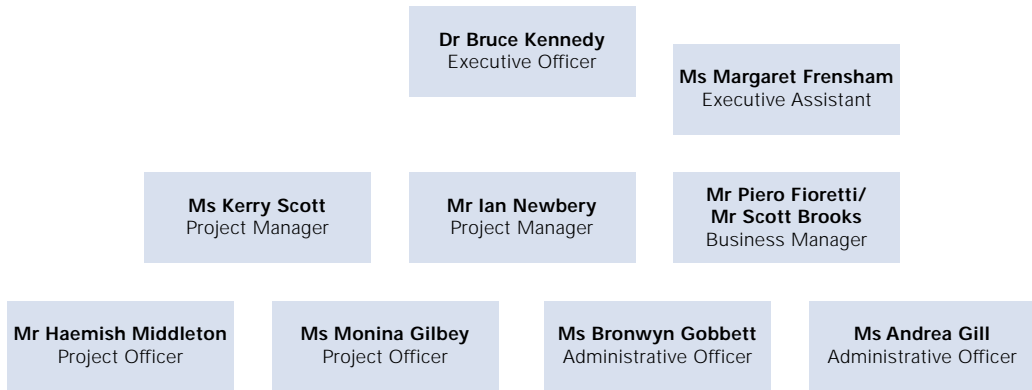 Dr Bruce Kennedy
Executive Officer
Ms Margaret Frensham
Executive Assistant
Ms Kerry Scott
Project Manager
Mr Ian Newbery
Project Manager
Mr Piero Fioretti/
Mr Scott Brooks
Business Manager
Mr Haemish Middleton
Project Officer
Ms Monina Gilbey
Project Officer
Ms Bronwyn Gobbett
Administrative Officer
Ms Andrea Gill
Administrative Officer